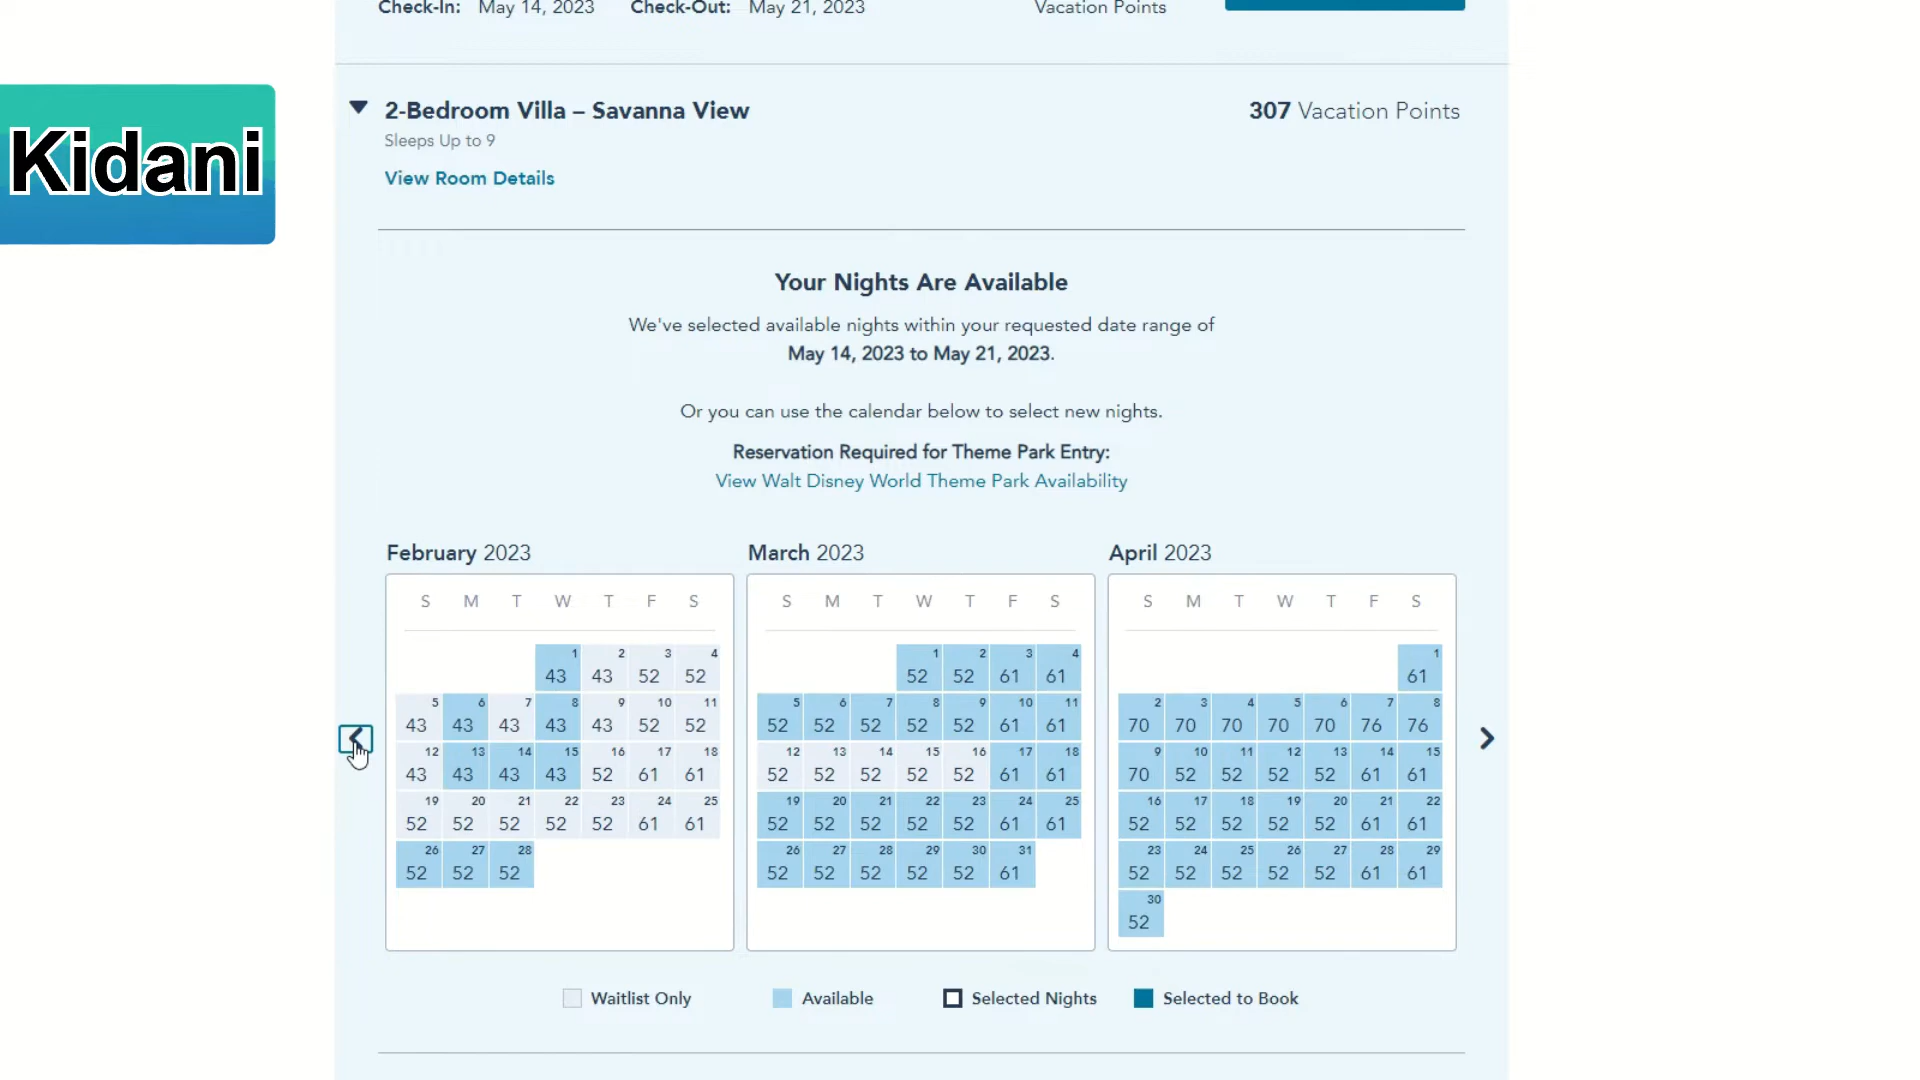 Check-In: May 14, 2023 Check-Out: May 21, 2023 Vacation Points
Kidani
2-Bedroom Villa – Savanna View 307 Vacation Points
Sleeps Up to 9
View Room Details
Your Nights Are Available
We've selected available nights within your requested date range of
May 14, 2023 to May 21, 2023.
Or you can use the calendar below to select new nights.
Reservation Required for Theme Park Entry:
View Walt Disney World Theme Park Availability
February 2023
S M T W T F S
1 2 3 4
43 43 52 52
5 6 7 8 9 10 11
43 43 43 43 43 52 52
12 13 14 15 16 17 18
43 43 43 43 52 61 61
19 20 21 22 23 24 25
52 52 52 52 52 61 61
26 27 28
52 52 52
March 2023
S M T W T F S
1 2 3 4
52 52 61 61
5 6 7 8 9 10 11
52 52 52 52 52 61 61
12 13 14 15 16 17 18
52 52 52 52 52 61 61
19 20 21 22 23 24 25
52 52 52 52 52 61 61
26 27 28 29 30 31
52 52 52 52 52 61
April 2023
S M T W T F S
1
61
2 3 4 5 6 7 8
70 70 70 70 70 76 76
9 10 11 12 13 14 15
70 52 52 52 52 61 61
16 17 18 19 20 21 22
52 52 52 52 52 61 61
23 24 25 26 27 28 29
52 52 52 52 52 61 61
30
52
Waitlist Only Available Selected Nights Selected to Book